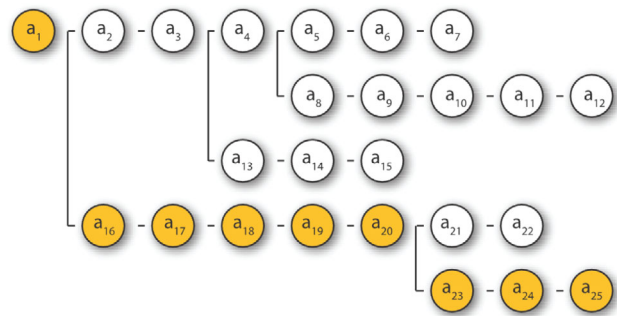 a₁ a₂ a₃ a₄ a₅ a₆ a₇
a₈ a₉ a₁₀ a₁₁ a₁₂
a₁₃ a₁₄ a₁₅
a₁₆ a₁₇ a₁₈ a₁₉ a₂₀ a₂₁ a₂₂
a₂₃ a₂₄ a₂₅